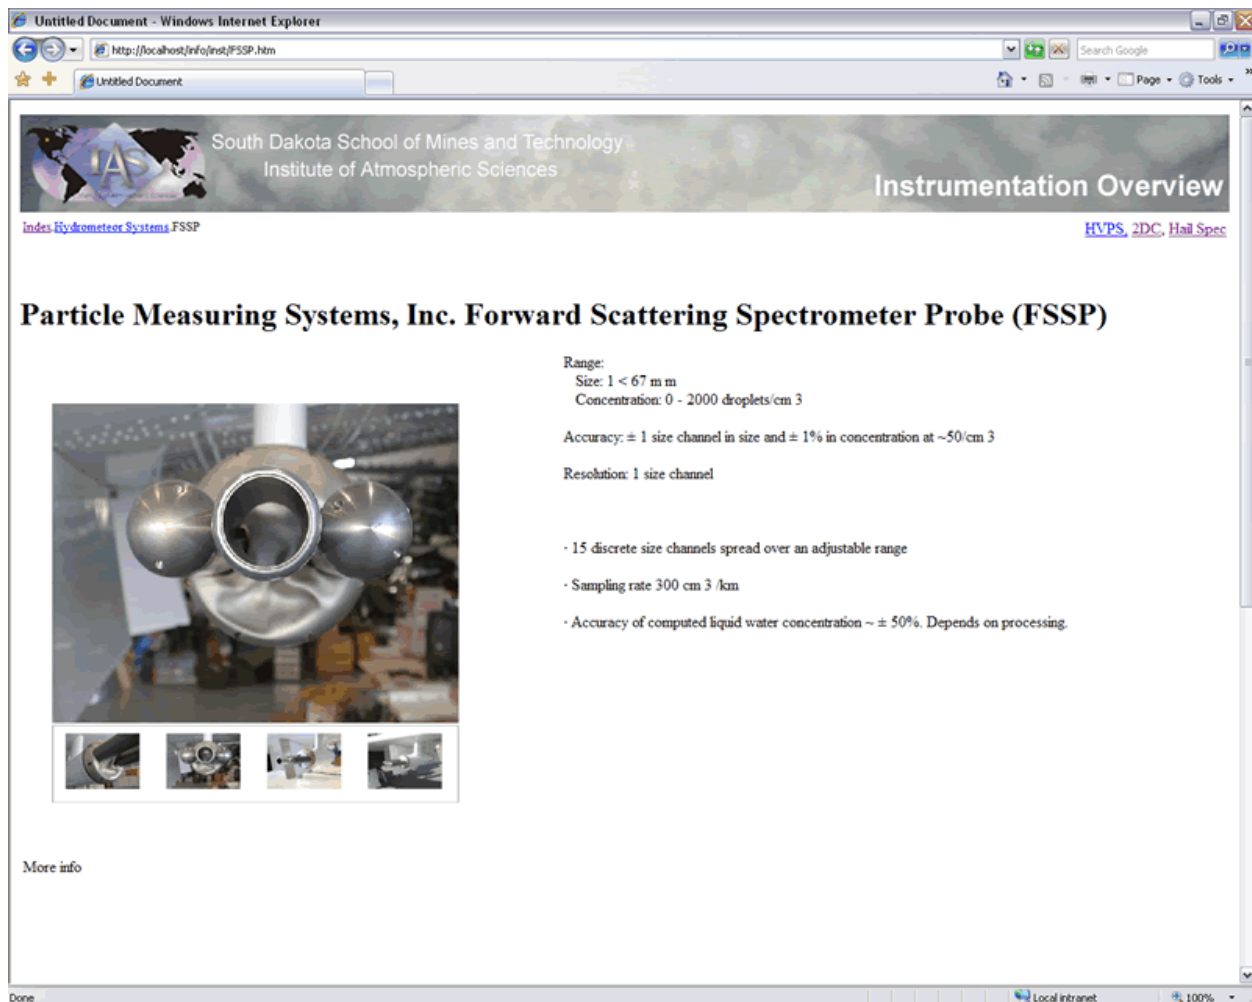 Untitled Document - Windows Internet Explorer
http://localhost/info/inst/FSSP.htm
Search Google
Untitled Document
Page
Tools
South Dakota School of Mines and Technology
Institute of Atmospheric Sciences
IAS
Instrumentation Overview
Index.Hydrometeor Systems.FSSP
HVPS, 2DC, Hail Spec
Particle Measuring Systems, Inc. Forward Scattering Spectrometer Probe (FSSP)
Range:
Size: 1 < 67 m m
Concentration: 0 - 2000 droplets/cm 3
Accuracy: ± 1 size channel in size and ± 1% in concentration at ~50/cm 3
Resolution: 1 size channel
· 15 discrete size channels spread over an adjustable range
· Sampling rate 300 cm 3 /km
· Accuracy of computed liquid water concentration ~ ± 50%. Depends on processing.
More info
Done
Local intranet
100%